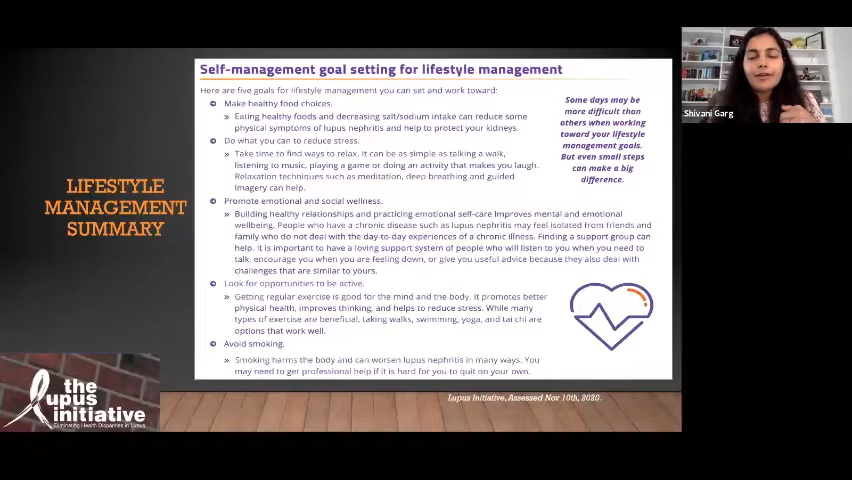 Self-management goal setting for lifestyle management
Here are five goals for lifestyle management you can set and work toward:
Make healthy food choices.
» Eating healthy foods and decreasing salt/sodium intake can reduce some
physical symptoms of lupus nephritis and help to protect your kidneys.
Do what you can to reduce stress.
» Take time to find ways to relax. It can be as simple as talking a walk,
listening to music, playing a game or doing an activity that makes you laugh.
Relaxation techniques such as meditation, deep breathing and guided
imagery can help.
Promote emotional and social wellness.
» Building healthy relationships and practicing emotional self-care improves mental and emotional
wellbeing. People who have a chronic disease such as lupus nephritis may feel isolated from friends and
family who do not deal with the day-to-day experiences of a chronic illness. Finding a support group can
help. It is important to have a loving support system of people who will listen to you when you need to
talk, encourage you when you are feeling down, or give you useful advice because they also deal with
challenges that are similar to yours.
Look for opportunities to be active.
» Getting regular exercise is good for the mind and the body. It promotes better
physical health, improves thinking, and helps to reduce stress. While many
types of exercise are beneficial, taking walks, swimming, yoga, and tai chi are
options that work well.
Avoid smoking.
» Smoking harms the body and can worsen lupus nephritis in many ways. You
may need to get professional help if it is hard for you to quit on your own.
Some days may be
more difficult than
others when working
toward your lifestyle
management goals.
But even small steps
can make a big
difference.
LIFESTYLE
MANAGEMENT
SUMMARY
the
lupus
initiative
Eliminating Health Disparities in Lupus
Lupus Initiative, Assessed Nov 10th, 2020.
Shivani Garg